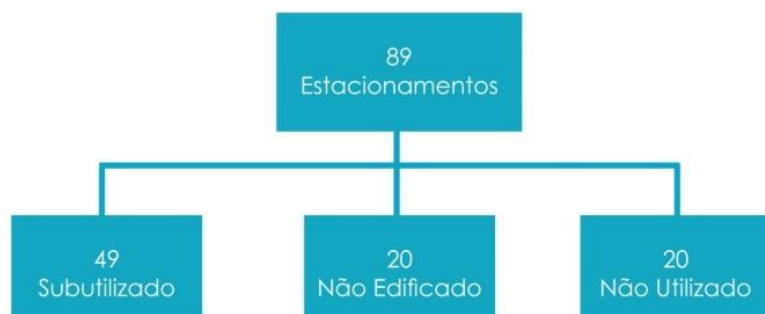 89
Estacionamentos
49
Subutilizado
20
Não Edificado
20
Não Utilizado